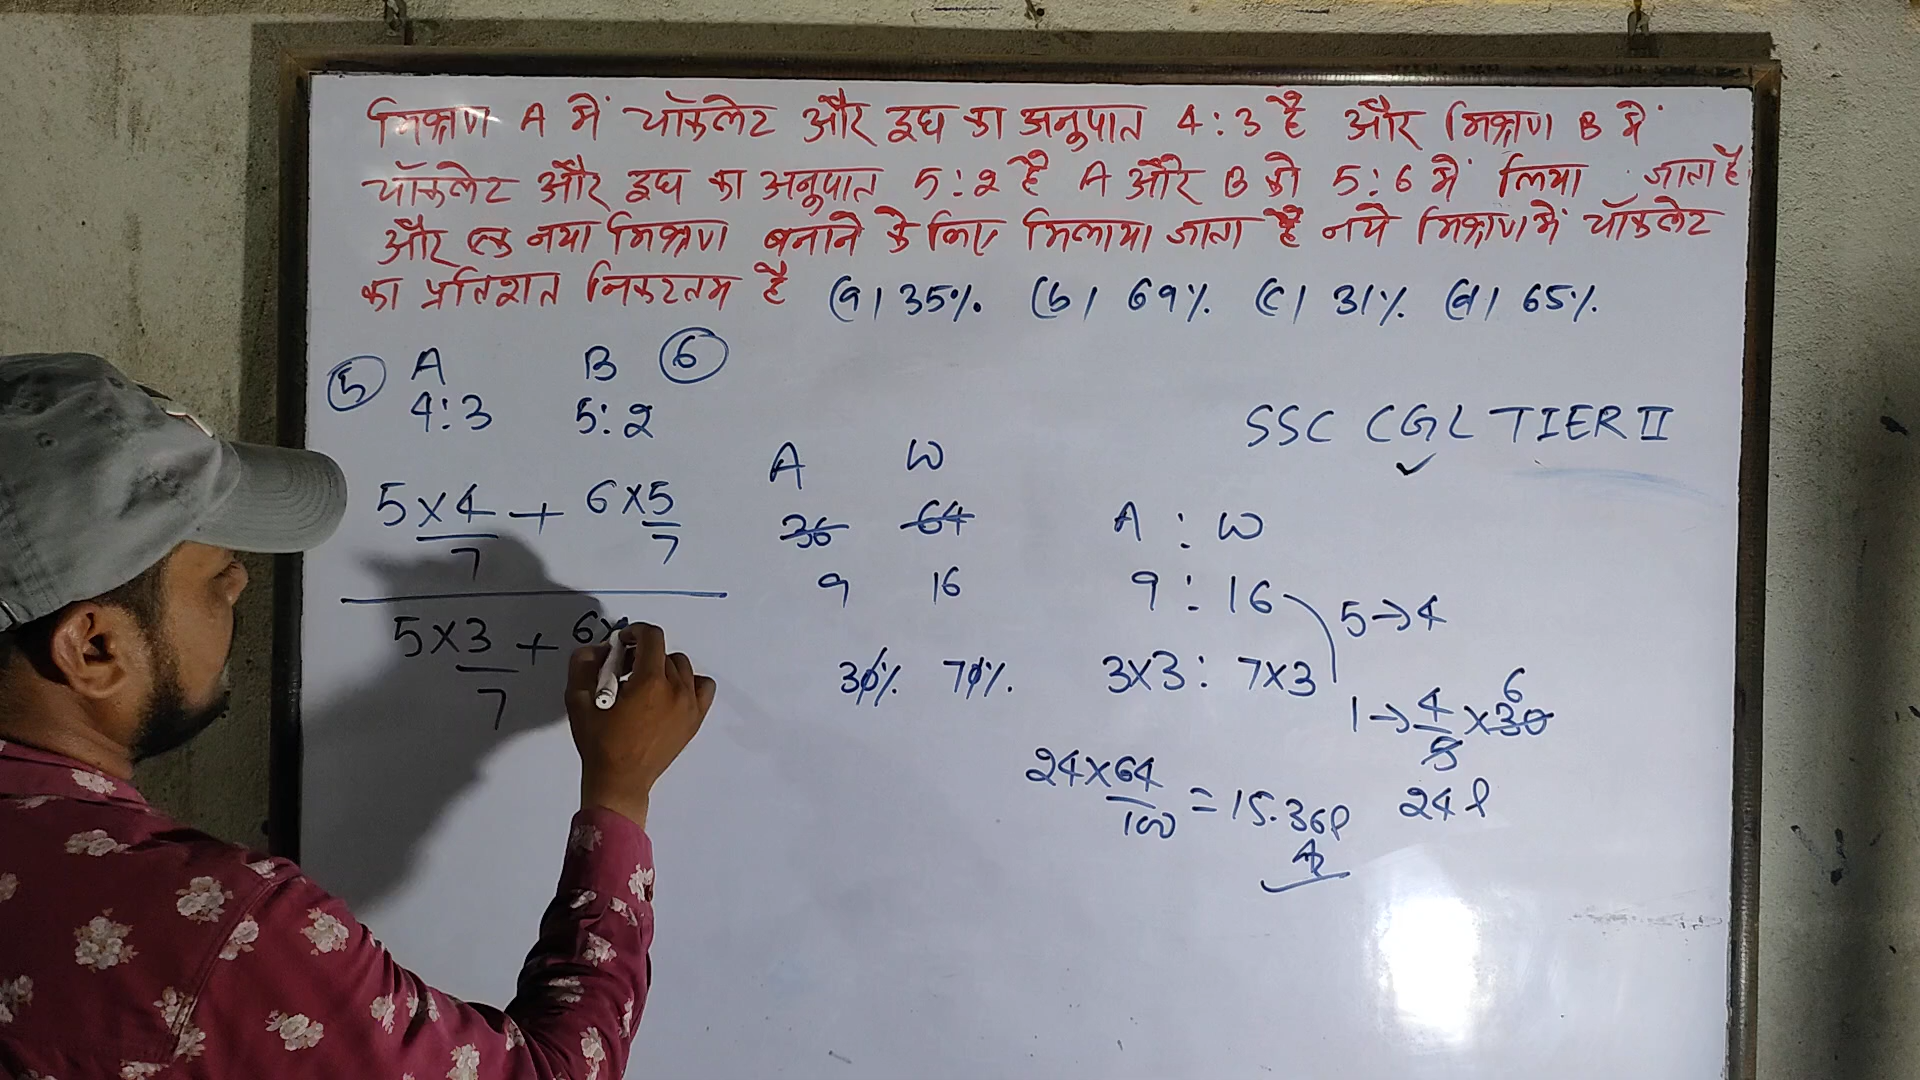 मिश्रण A में चॉकलेट और दूध का अनुपात 4:3 है और मिश्रण B में
चॉकलेट और दूध का अनुपात 5:2 है A और B को 5:6 में लिया जाता है
और एक नया मिश्रण बनाने के लिए मिलाया जाता है नये मिश्रण में चॉकलेट
का प्रतिशत निकटतम है (a) 35% (b) 69% (c) 31% (d) 65%
5 A B 6
4:3 5:2
SSC CGL TIER II
5×4/7 + 6×5/7
5×3/7 + 6×
A W
36 64
9 16
30% 70%
A : W
9 : 16
3×3 : 7×3
5→4
1→4/5×30
6
24 l
24×64/100 = 15.36 l